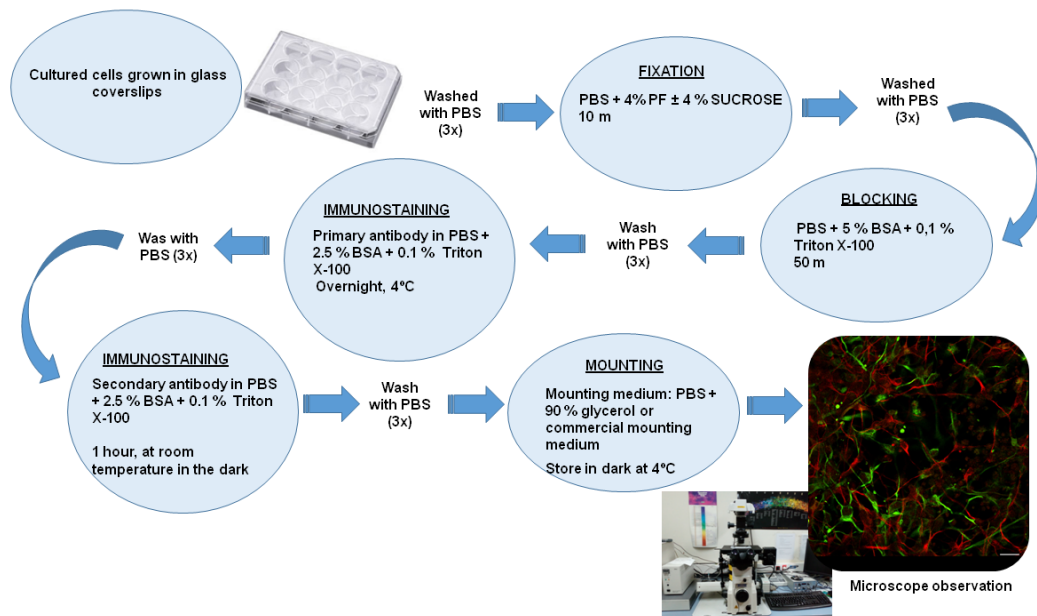 Cultured cells grown in glass
coverslips
Washed
with PBS
(3x)
FIXATION
PBS + 4% PF ± 4 % SUCROSE
10 m
Washed
with PBS
(3x)
BLOCKING
PBS + 5 % BSA + 0,1 %
Triton X-100
50 m
Wash
with PBS
(3x)
IMMUNOSTAINING
Primary antibody in PBS +
2.5 % BSA + 0.1 % Triton
X-100
Overnight, 4°C
Was with
PBS (3x)
IMMUNOSTAINING
Secondary antibody in PBS
+ 2.5 % BSA + 0.1 % Triton
X-100
1 hour, at room
temperature in the dark
Wash
with PBS
(3x)
MOUNTING
Mounting medium: PBS +
90 % glycerol or
commercial mounting
medium
Store in dark at 4°C
Microscope observation